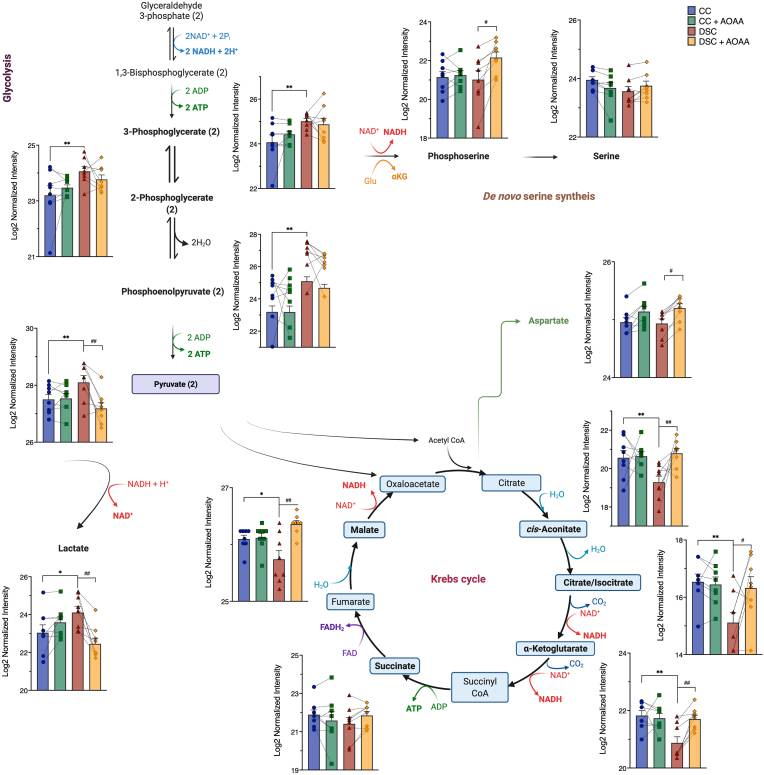 Glyceraldehyde
3-phosphate (2)
2NAD⁺ + 2Pᵢ
2 NADH + 2H⁺
1,3-Bisphosphoglycerate (2)
2 ADP
2 ATP
3-Phosphoglycerate (2)
2-Phosphoglycerate
(2)
2H₂O
Phosphoenolpyruvate (2)
2 ADP
2 ATP
Pyruvate (2)
Glycolysis
CC
CC + AOAA
DSC
DSC + AOAA
Log2 Normalized Intensity
24
22
20
18
#
Log2 Normalized Intensity
26
24
22
Log2 Normalized Intensity
28
26
24
22
**
NAD⁺ NADH
Glu αKG
Phosphoserine
Serine
De novo serine syntheis
Log2 Normalized Intensity
25
23
21
**
Log2 Normalized Intensity
28
26
24
22
**
Log2 Normalized Intensity
26
24
#
Aspartate
Log2 Normalized Intensity
30
28
26
**
##
NADH + H⁺
NAD⁺
Lactate
Log2 Normalized Intensity
26
24
22
20
*
##
Acetyl CoA
Oxaloacetate
Citrate
H₂O
cis-Aconitate
H₂O
Citrate/Isocitrate
CO₂
NAD⁺
NADH
α-Ketoglutarate
CO₂
NAD⁺
NADH
Succinyl
CoA
ADP
ATP
Succinate
FAD
FADH₂
Fumarate
H₂O
Malate
NAD⁺
NADH
Krebs cycle
Log2 Normalized Intensity
27
25
*
##
Log2 Normalized Intensity
22
21
20
19
18
**
##
Log2 Normalized Intensity
18
16
14
**
#
Log2 Normalized Intensity
24
22
20
**
##
Log2 Normalized Intensity
25
23
21
19